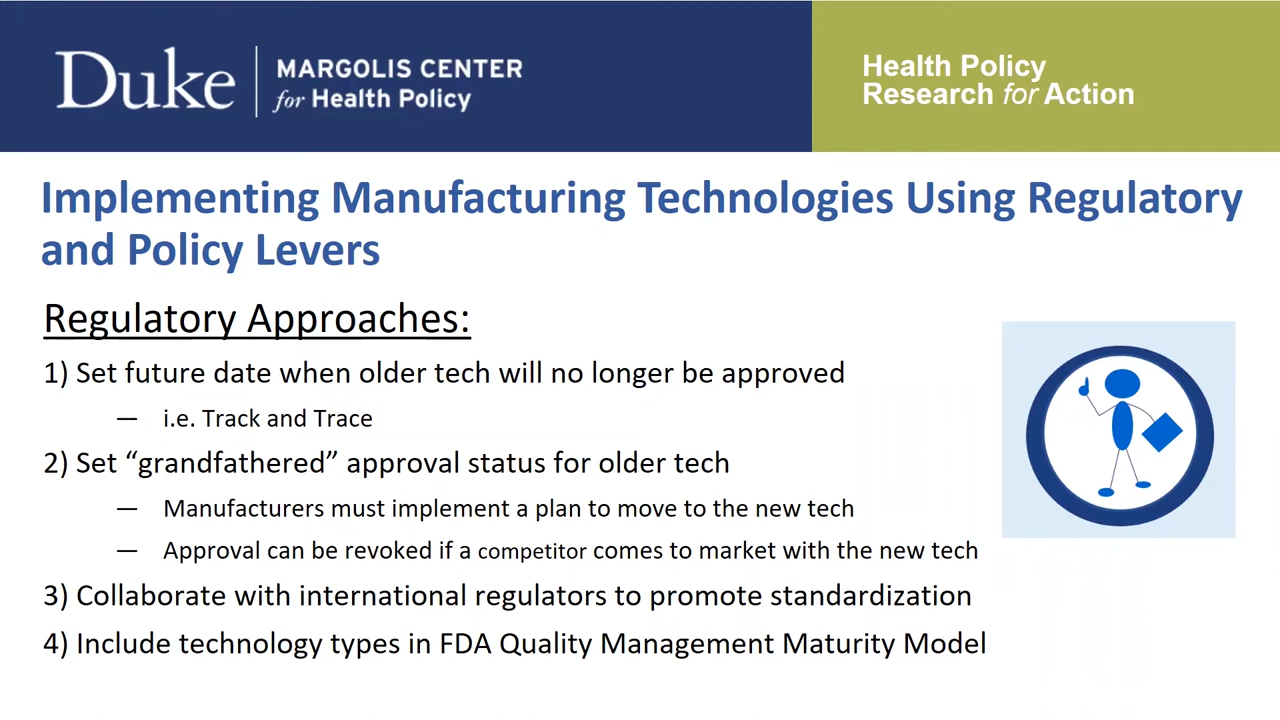 Duke
MARGOLIS CENTER
for Health Policy
Health Policy
Research for Action
Implementing Manufacturing Technologies Using Regulatory
and Policy Levers
Regulatory Approaches:
1) Set future date when older tech will no longer be approved
— i.e. Track and Trace
2) Set “grandfathered” approval status for older tech
— Manufacturers must implement a plan to move to the new tech
— Approval can be revoked if a competitor comes to market with the new tech
3) Collaborate with international regulators to promote standardization
4) Include technology types in FDA Quality Management Maturity Model